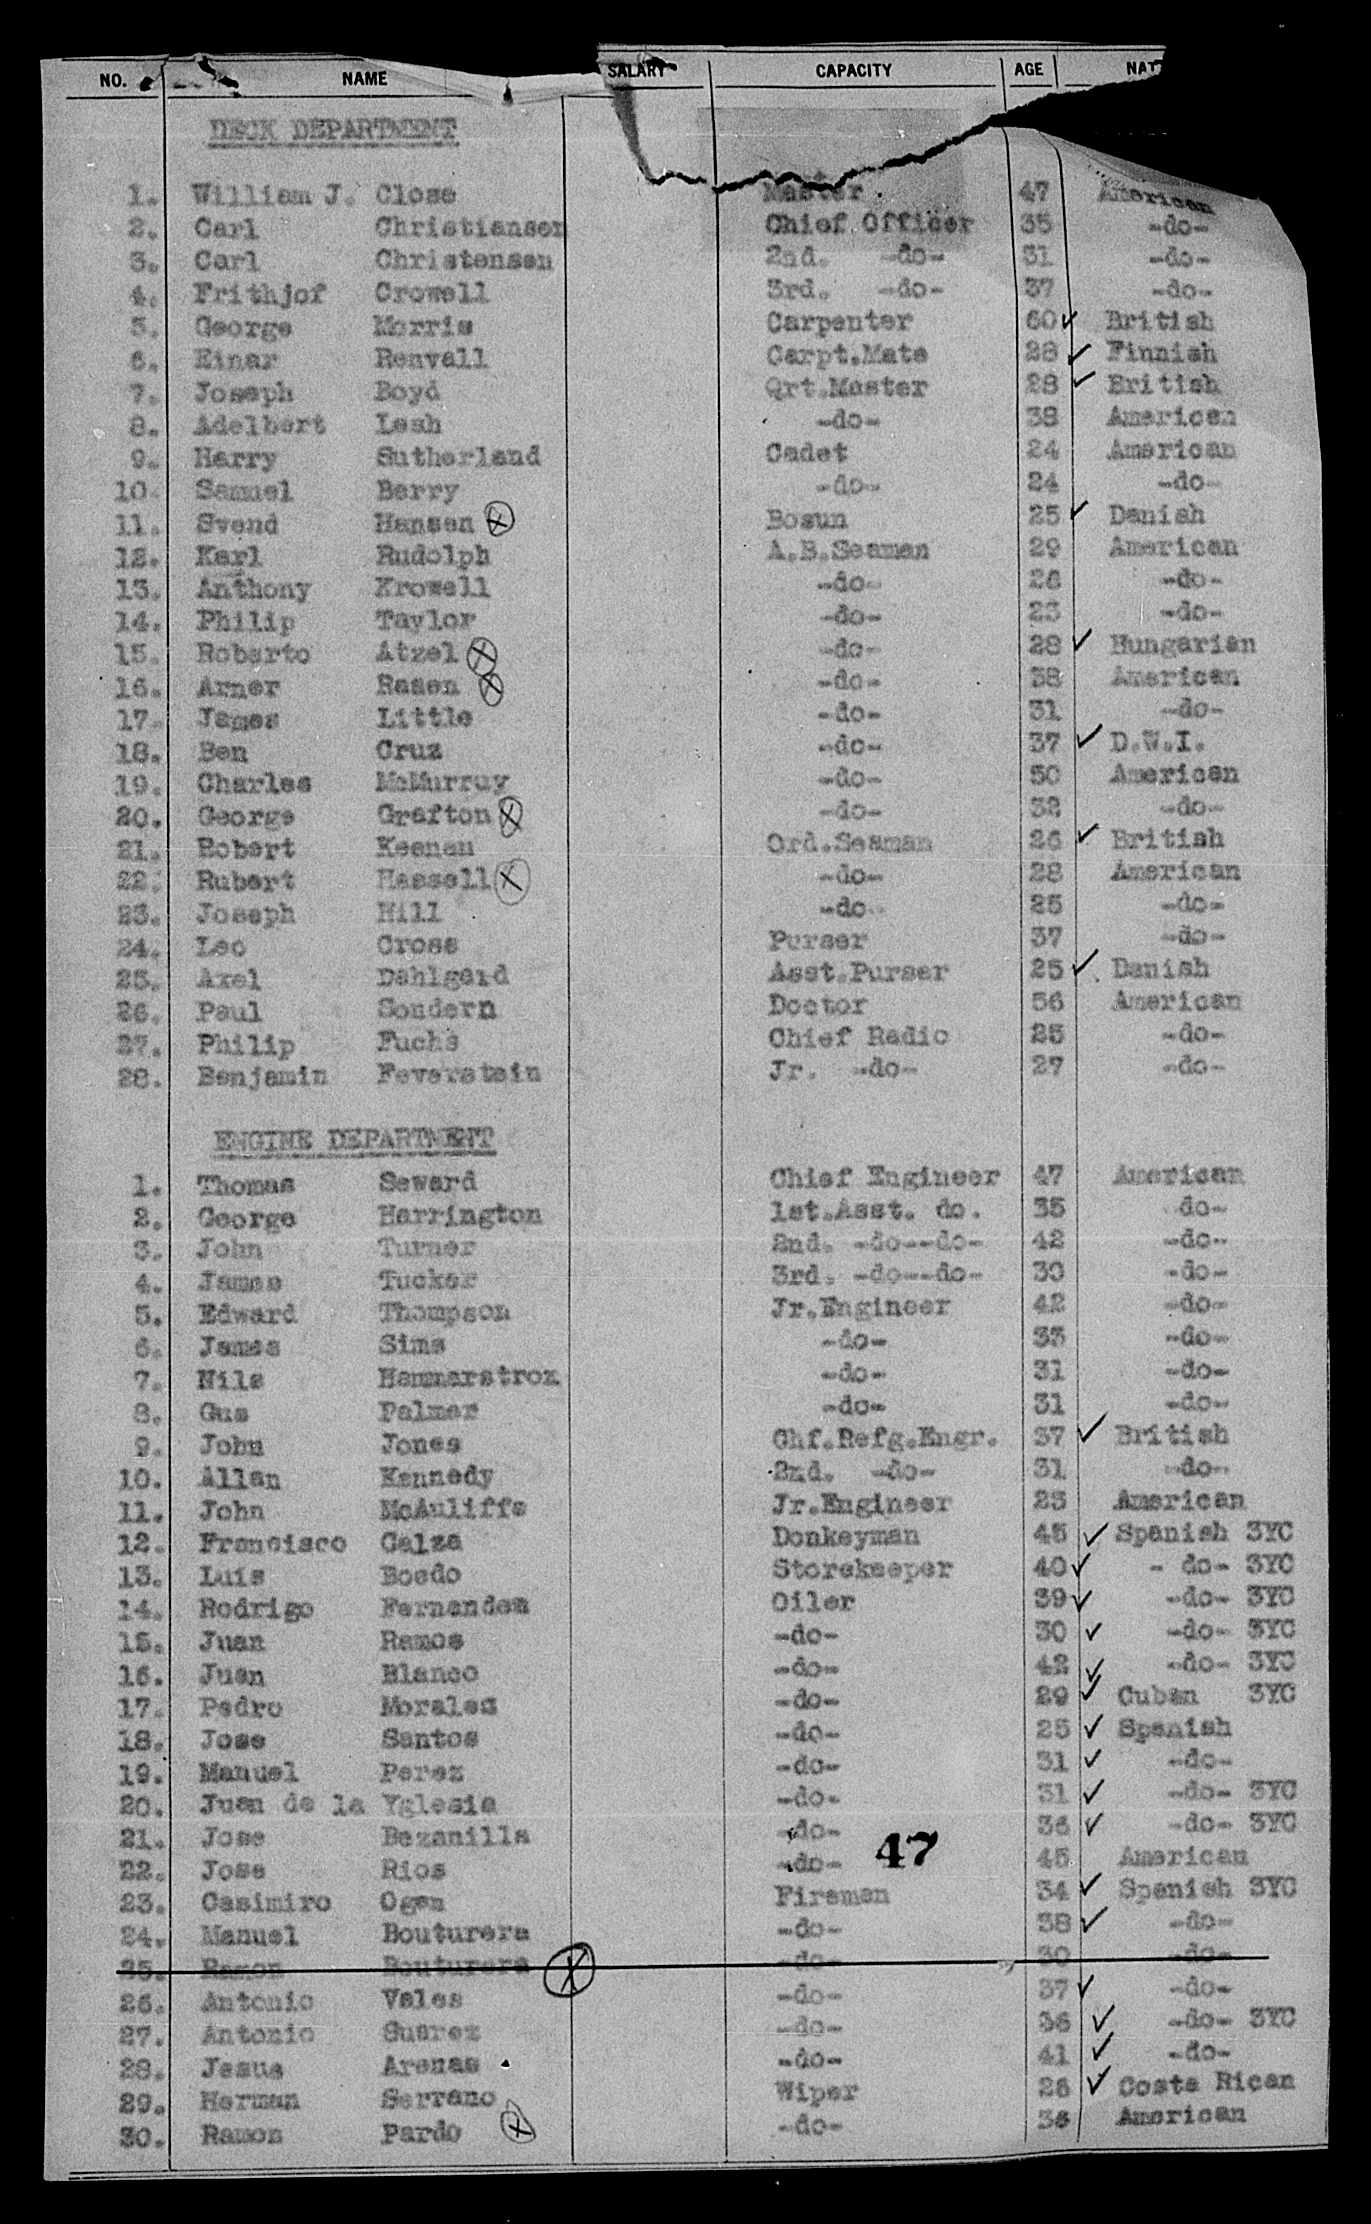 NO. NAME SALARY CAPACITY AGE NAT
DECK DEPARTMENT
1. William J. Close Master 47 American
2. Carl Christiansen Chief Officer 35 -do-
3. Carl Christensen 2nd. -do- 31 -do-
4. Frithjof Crowell 3rd. -do- 37 -do-
5. George Morris Carpenter 60 ✓ British
6. Einar Renvall Carpt.Mate 28 ✓ Finnish
7. Joseph Boyd Qrt.Master 28 ✓ British
8. Adelbert Lesh -do- 38 American
9. Harry Sutherland Cadet 24 American
10. Samuel Berry -do- 24 -do-
11. Svend Hansen ⓧ Bosun 25 ✓ Danish
12. Karl Rudolph A.B.Seaman 29 American
13. Anthony Krowell -do- 26 -do-
14. Philip Taylor -do- 23 -do-
15. Roberto Atzel ⓧ -do- 28 ✓ Hungarian
16. Arner Rasen ⓧ -do- 38 American
17. James Little -do- 31 -do-
18. Ben Cruz -do- 37 ✓ D.W.I.
19. Charles McMurruy -do- 50 American
20. George Grafton ⓧ -do- 32 -do-
21. Robert Keenan Ord.Seaman 26 ✓ British
22. Rubert Hassell ⓧ -do- 28 American
23. Joseph Hill -do- 25 -do-
24. Leo Cross Purser 37 -do-
25. Axel Dahlgerd Asst.Purser 25 ✓ Danish
26. Paul Sondern Doctor 56 American
27. Philip Fuchs Chief Radio 25 -do-
28. Benjamin Feverstein Jr. -do- 27 -do-
ENGINE DEPARTMENT
1. Thomas Seward Chief Engineer 47 American
2. George Harrington 1st.Asst. do. 35 do-
3. John Turner 2nd. -do--do- 42 -do-
4. James Tucker 3rd. -do--do- 30 -do-
5. Edward Thompson Jr.Engineer 42 -do-
6. James Sims -do- 33 -do-
7. Nils Hammarstrom -do- 31 -do-
8. Gus Palmer -do- 31 -do-
9. John Jones Chf.Refg.Engr. 37 ✓ British
10. Allan Kennedy 2nd. -do- 31 -do-
11. John McAuliffe Jr.Engineer 23 American
12. Francisco Galza Donkeyman 45 ✓ Spanish 3YC
13. Luis Boedo Storekeeper 40 ✓ - do- 3YC
14. Rodrigo Fernandez Oiler 39 ✓ -do- 3YC
15. Juan Ramos -do- 30 ✓ -do- 3YC
16. Juan Blanco -do- 42 ✓ -do- 3YC
17. Pedro Morales -do- 29 ✓ Cuban 3YC
18. Jose Santos -do- 25 ✓ Spanish
19. Manuel Perez -do- 31 ✓ -do-
20. Juan de la Yglesia -do- 31 ✓ -do- 3YC
21. Jose Bezanilla -do- 36 ✓ -do- 3YC
22. Jose Rios -do- 47 45 American
23. Casimiro Ogen Fireman 34 ✓ Spanish 3YC
24. Manuel Bouturera -do- 38 ✓ -do-
25. Ramon Bouturera ⓧ -do- 30 -do-
26. Antonio Vales -do- 37 ✓ -do-
27. Antonio Suarez -do- 36 ✓ -do- 3YC
28. Jesus Arenas -do- 41 ✓ -do-
29. Herman Serrano Wiper 26 ✓ Costa Rican
30. Ramon Pardo ⓧ -do- 36 American